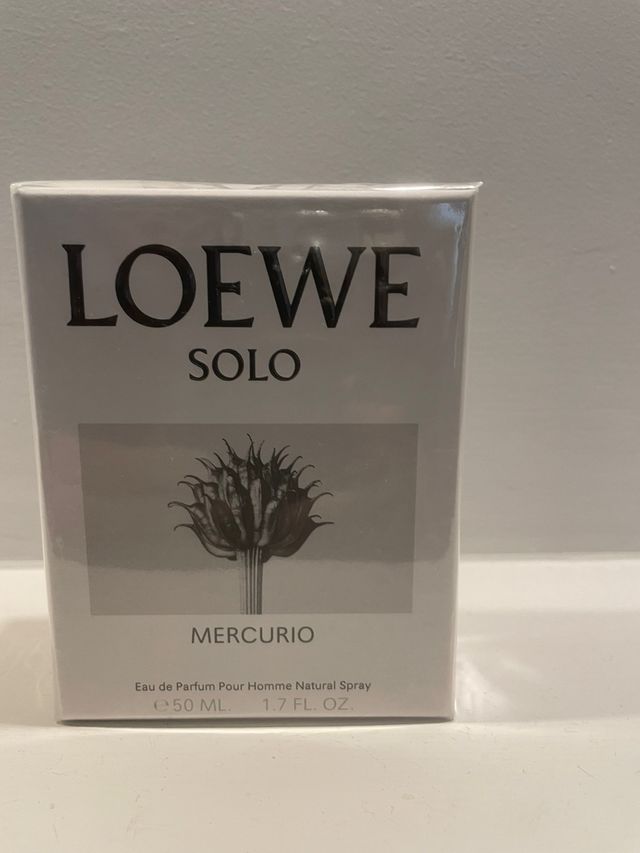 LOEWE
SOLO
MERCURIO
Eau de Parfum Pour Homme Natural Spray
℮50 ML. 1.7 FL. OZ.